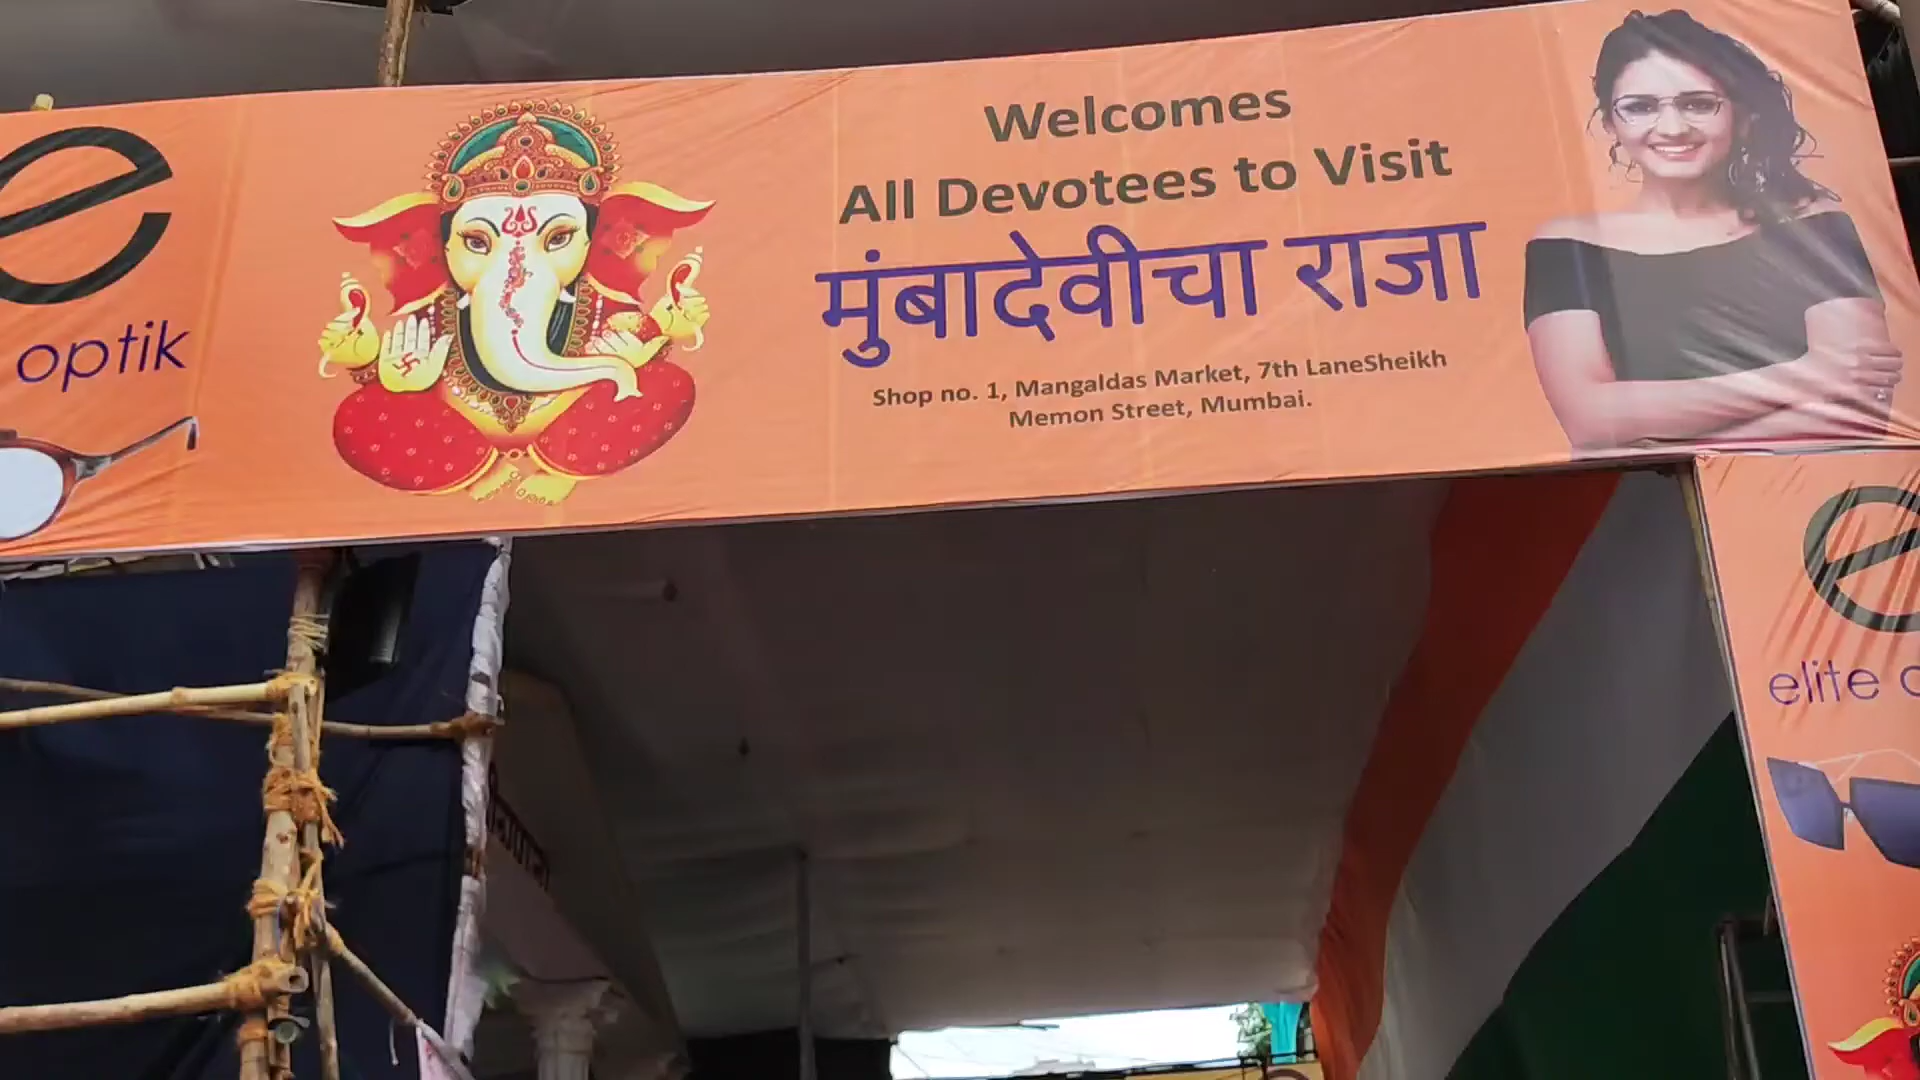 e
optik
Welcomes
All Devotees to Visit
मुंबादेवीचा राजा
Shop no. 1, Mangaldas Market, 7th LaneSheikh
Memon Street, Mumbai.
e
elite